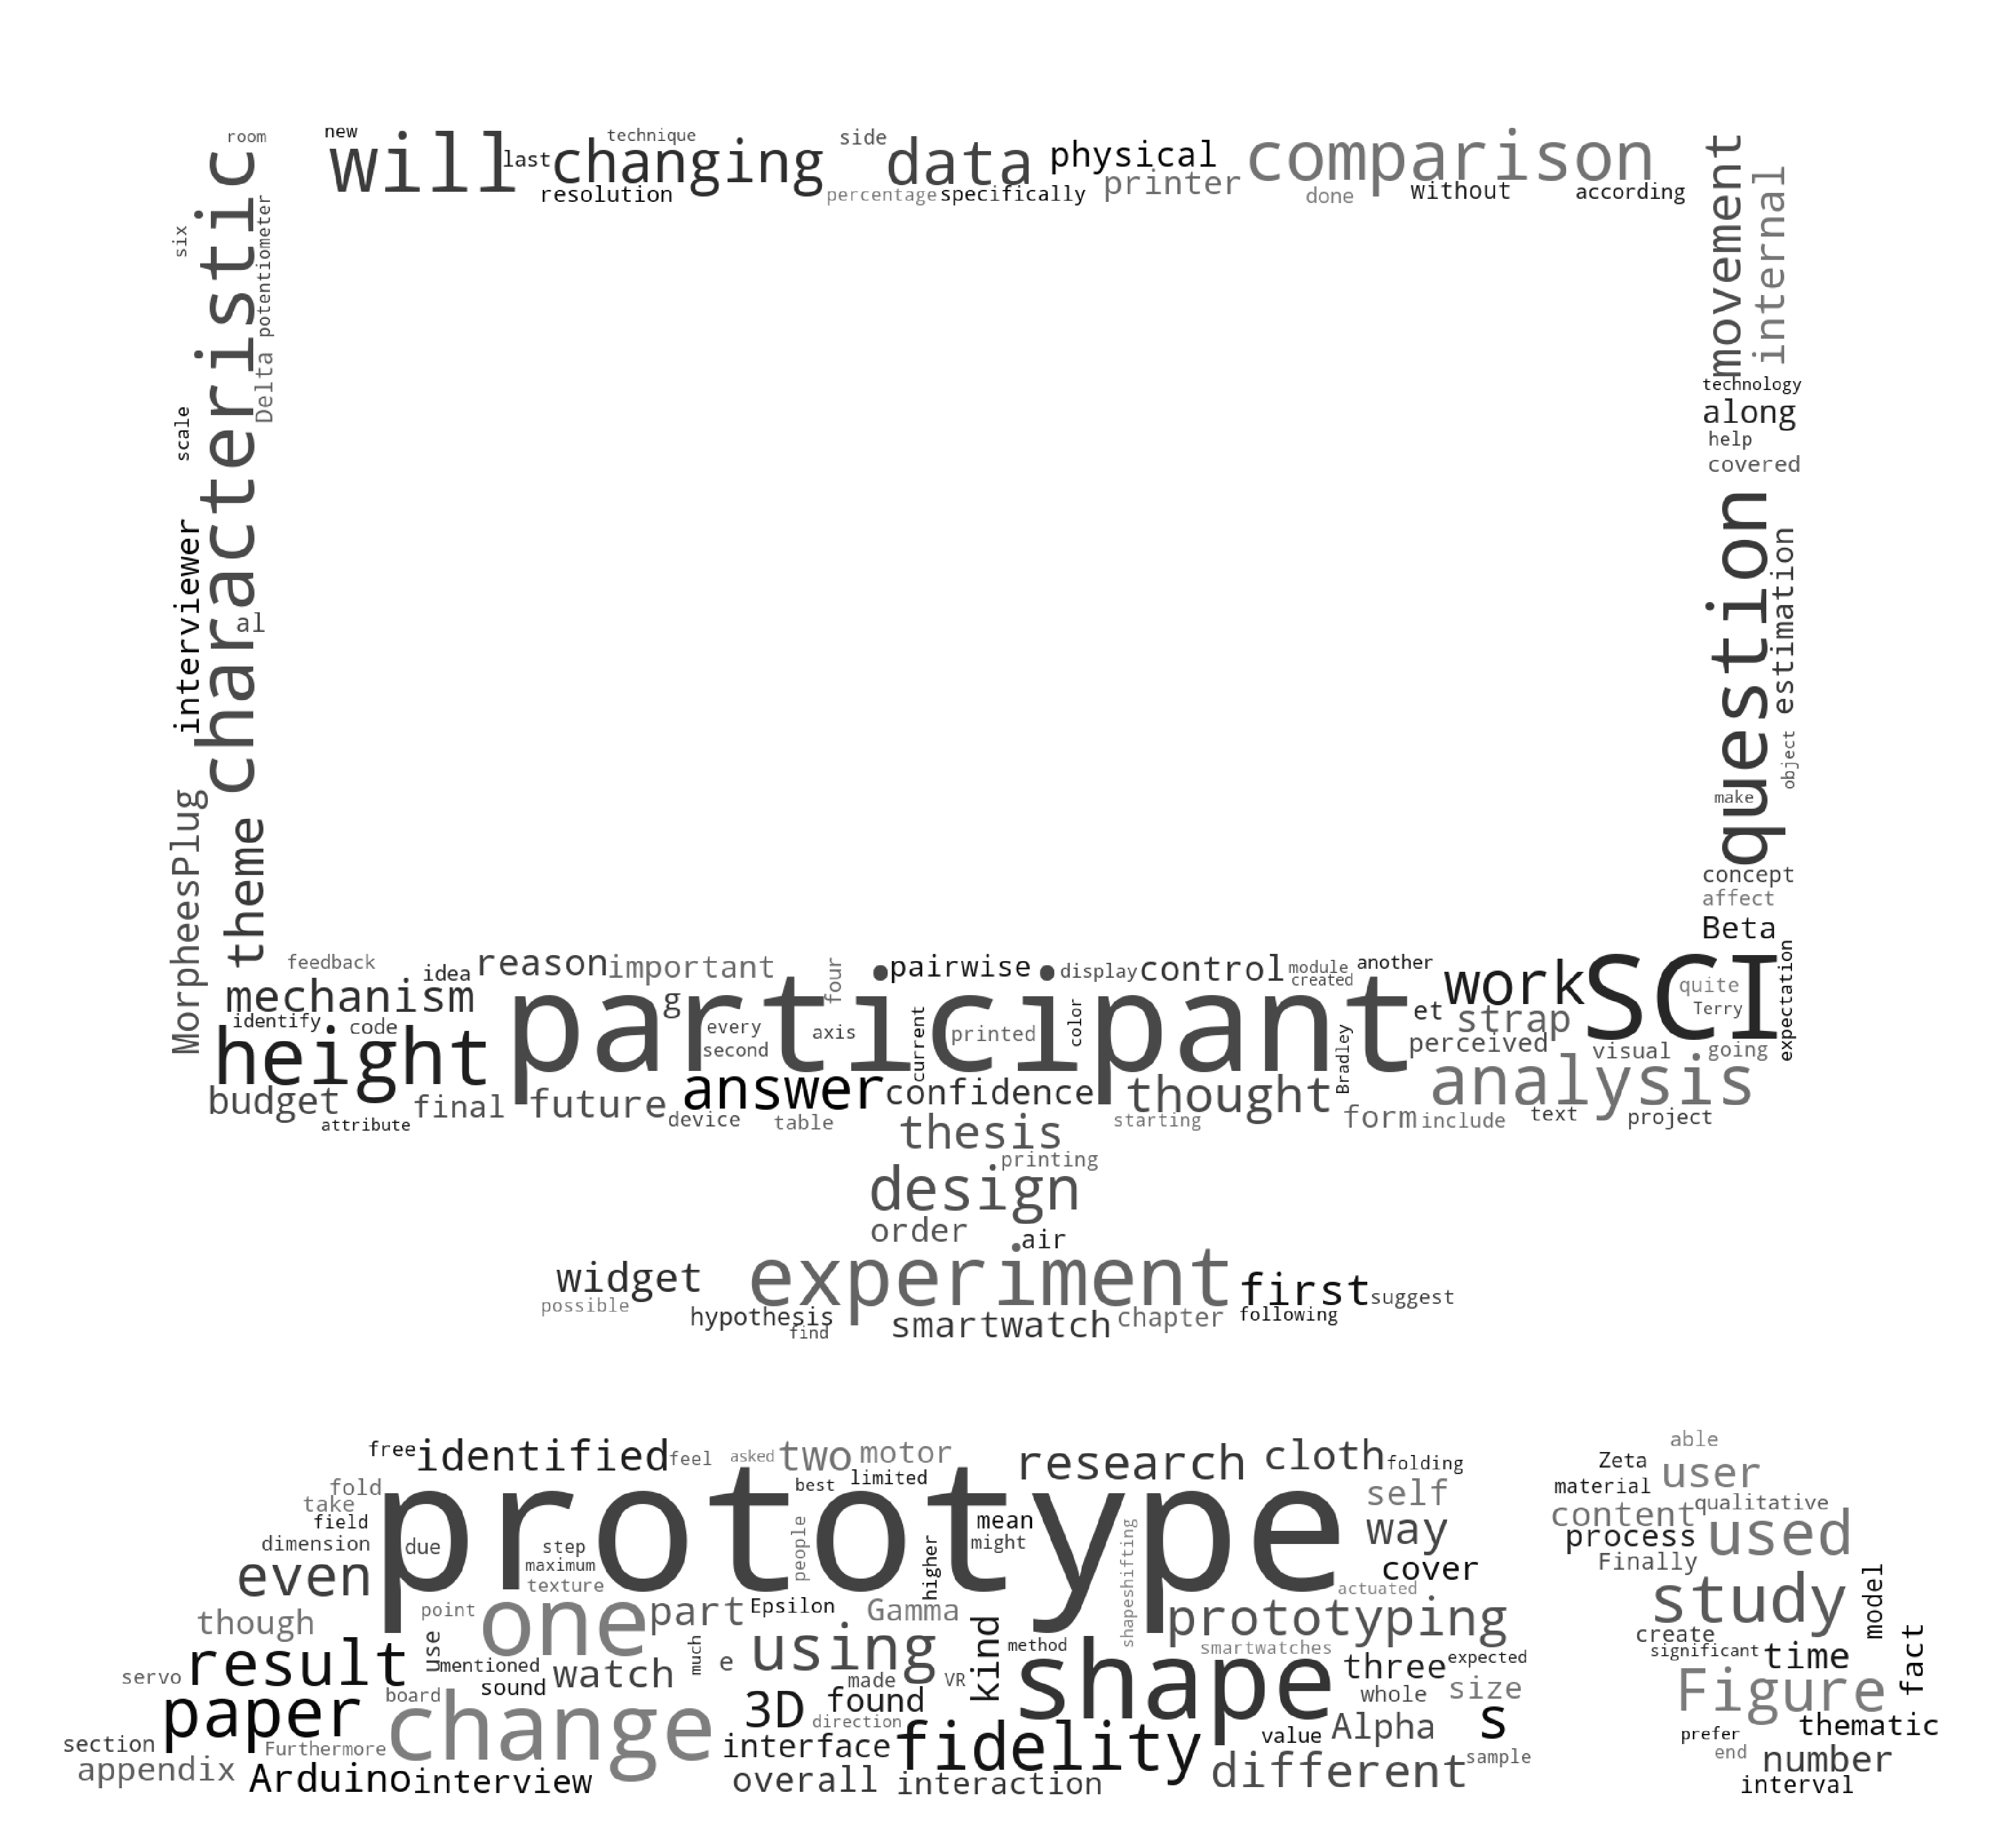 room
new
will
last
technique
changing
resolution
side
data
percentage
specifically
physical
printer
comparison
done
without
according
characteristic
six
potentiometer
Delta
scale
interviewer
al
MorpheesPlug
theme
movement
internal
technology
along
help
covered
question
estimation
object
make
concept
affect
Beta
feedback
idea
reason
important
four
pairwise
display
control
module
created
another
work
SCI
quite
Terry
expectation
mechanism
g
participant
identify
code
every
second
axis
current
printed
color
et
strap
perceived
visual
going
height
Bradley
answer
confidence
thought
analysis
budget
final
future
attribute
device
table
starting
form
include
text
project
thesis
printing
design
order
air
widget
experiment
first
suggest
possible
hypothesis
find
smartwatch
chapter
following
free
identified
feel
asked
two
motor
best
limited
research
cloth
folding
fold
take
field
dimension
due
prototype
step
maximum
texture
people
higher
mean
might
shapeshifting
self
way
cover
actuated
even
though
point
one
part
Epsilon
Gamma
prototyping
result
use
mentioned
servo
sound
watch
much
e
using
made
VR
kind
method
shape
smartwatches
three
expected
whole
size
paper
board
change
3D
found
direction
fidelity
value
Alpha
s
section
Furthermore
interface
different
sample
appendix
Arduino
interview
overall
interaction
able
Zeta
user
material
content
qualitative
process
used
Finally
study
model
create
significant
time
fact
Figure
prefer
thematic
end
number
interval